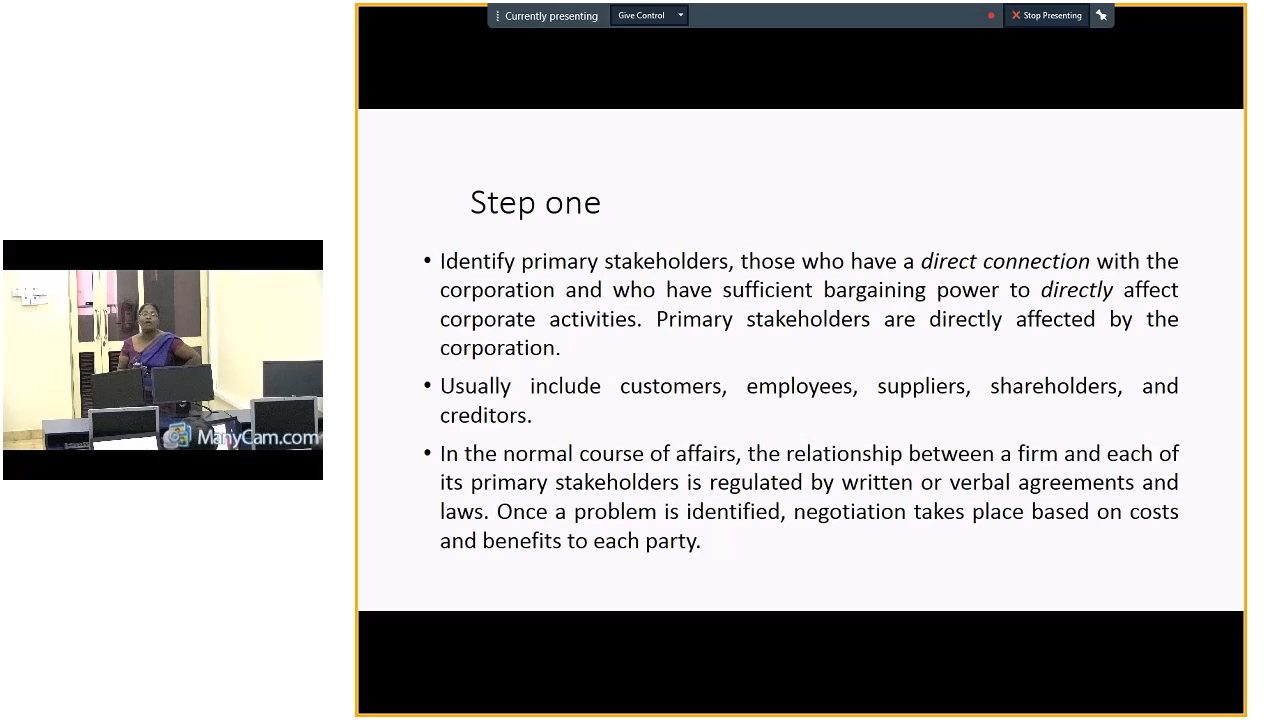 Currently presenting
Give Control
Stop Presenting
Step one
• Identify primary stakeholders, those who have a direct connection with the
corporation and who have sufficient bargaining power to directly affect
corporate activities. Primary stakeholders are directly affected by the
corporation.
• Usually include customers, employees, suppliers, shareholders, and
creditors.
• In the normal course of affairs, the relationship between a firm and each of
its primary stakeholders is regulated by written or verbal agreements and
laws. Once a problem is identified, negotiation takes place based on costs
and benefits to each party.
ManyCam.com